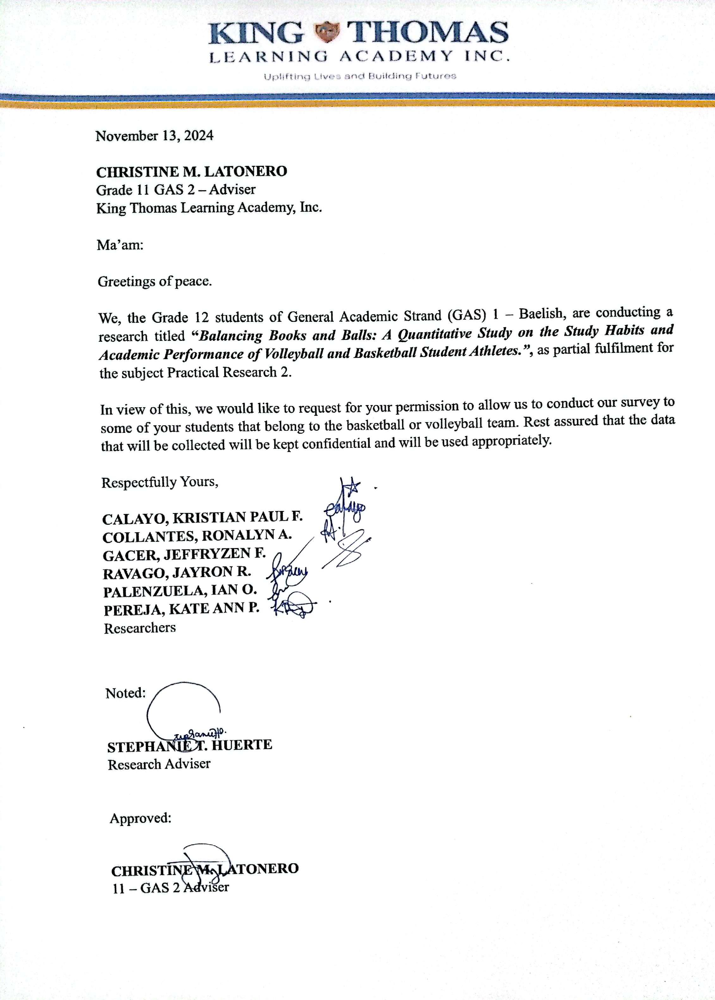 KING THOMAS
LEARNING ACADEMY INC.
Uplifting Lives and Building Futures
November 13, 2024
CHRISTINE M. LATONERO
Grade 11 GAS 2 – Adviser
King Thomas Learning Academy, Inc.
Ma’am:
Greetings of peace.
We, the Grade 12 students of General Academic Strand (GAS) 1 – Baelish, are conducting a
research titled “Balancing Books and Balls: A Quantitative Study on the Study Habits and
Academic Performance of Volleyball and Basketball Student Athletes.”, as partial fulfilment for
the subject Practical Research 2.
In view of this, we would like to request for your permission to allow us to conduct our survey to
some of your students that belong to the basketball or volleyball team. Rest assured that the data
that will be collected will be kept confidential and will be used appropriately.
Respectfully Yours,
CALAYO, KRISTIAN PAUL F.
COLLANTES, RONALYN A.
GACER, JEFFRYZEN F.
RAVAGO, JAYRON R.
PALENZUELA, IAN O.
PEREJA, KATE ANN P.
Researchers
Noted:
STEPHANIE T. HUERTE
Research Adviser
Approved:
CHRISTINE M. LATONERO
11 – GAS 2 Adviser